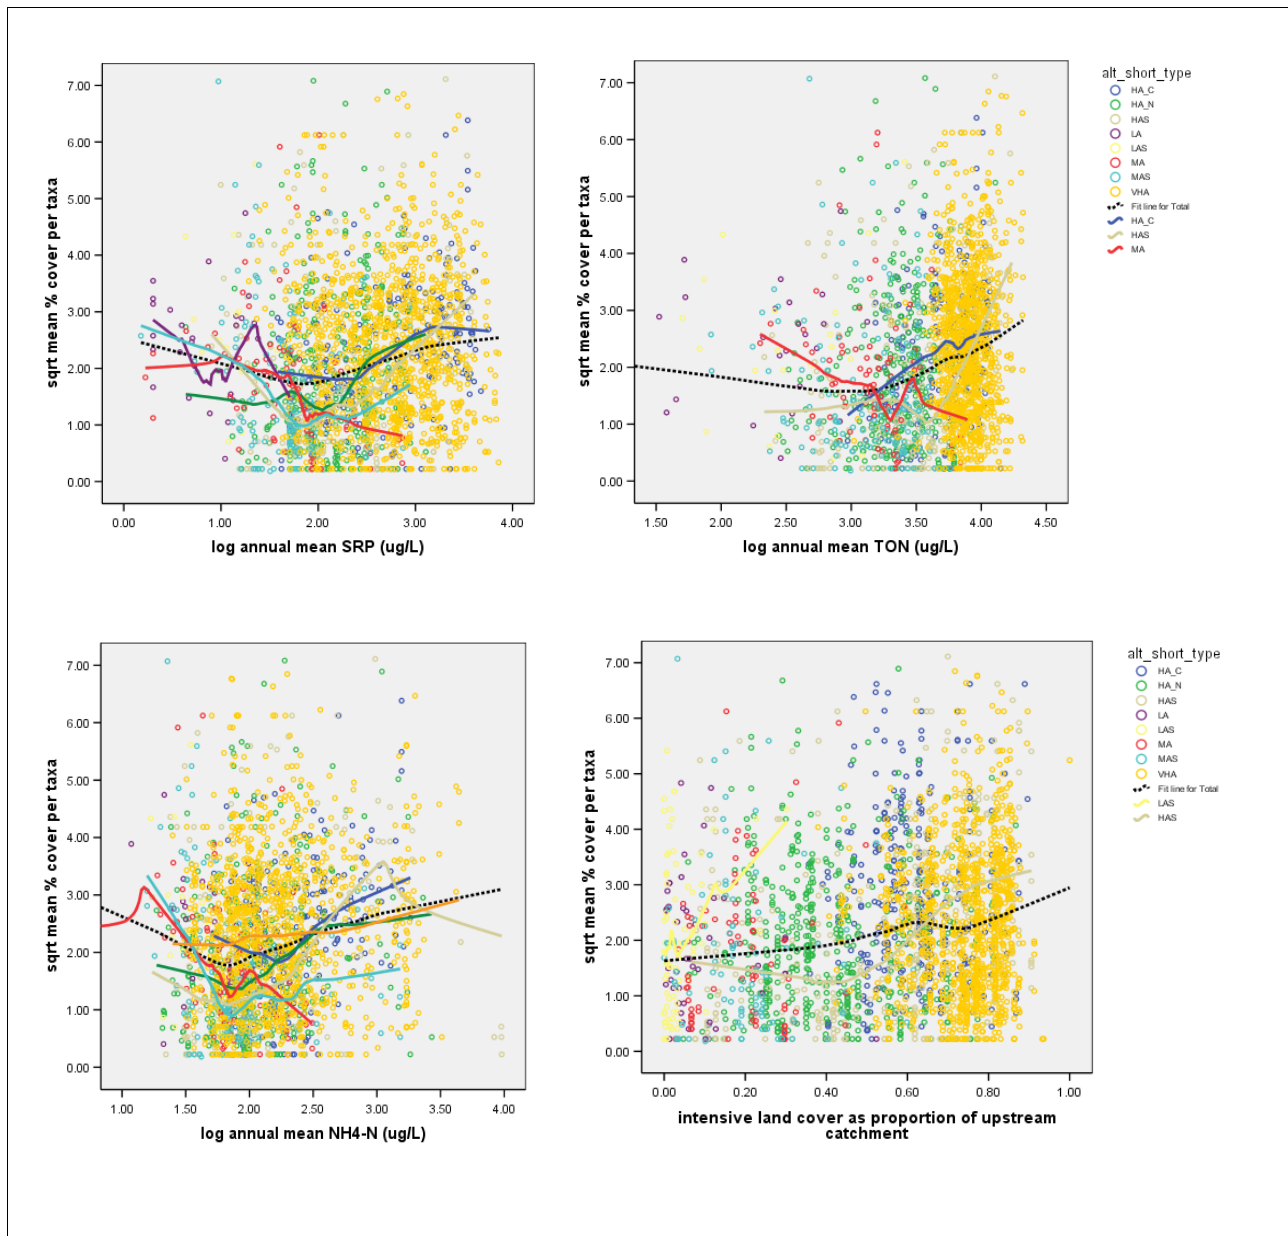 7.00
6.00
5.00
4.00
3.00
2.00
1.00
0.00
sqrt mean % cover per taxa
0.00 1.00 2.00 3.00 4.00
log annual mean SRP (ug/L)
7.00
6.00
5.00
4.00
3.00
2.00
1.00
0.00
sqrt mean % cover per taxa
1.50 2.00 2.50 3.00 3.50 4.00 4.50
log annual mean TON (ug/L)
alt_short_type
HA_C
HA_N
HAS
LA
LAS
MA
MAS
VHA
Fit line for Total
HA_C
HAS
MA
7.00
6.00
5.00
4.00
3.00
2.00
1.00
0.00
sqrt mean % cover per taxa
1.00 1.50 2.00 2.50 3.00 3.50 4.00
log annual mean NH4-N (ug/L)
7.00
6.00
5.00
4.00
3.00
2.00
1.00
0.00
sqrt mean % cover per taxa
0.00 0.20 0.40 0.60 0.80 1.00
intensive land cover as proportion of upstream
catchment
alt_short_type
HA_C
HA_N
HAS
LA
LAS
MA
MAS
VHA
Fit line for Total
LAS
HAS